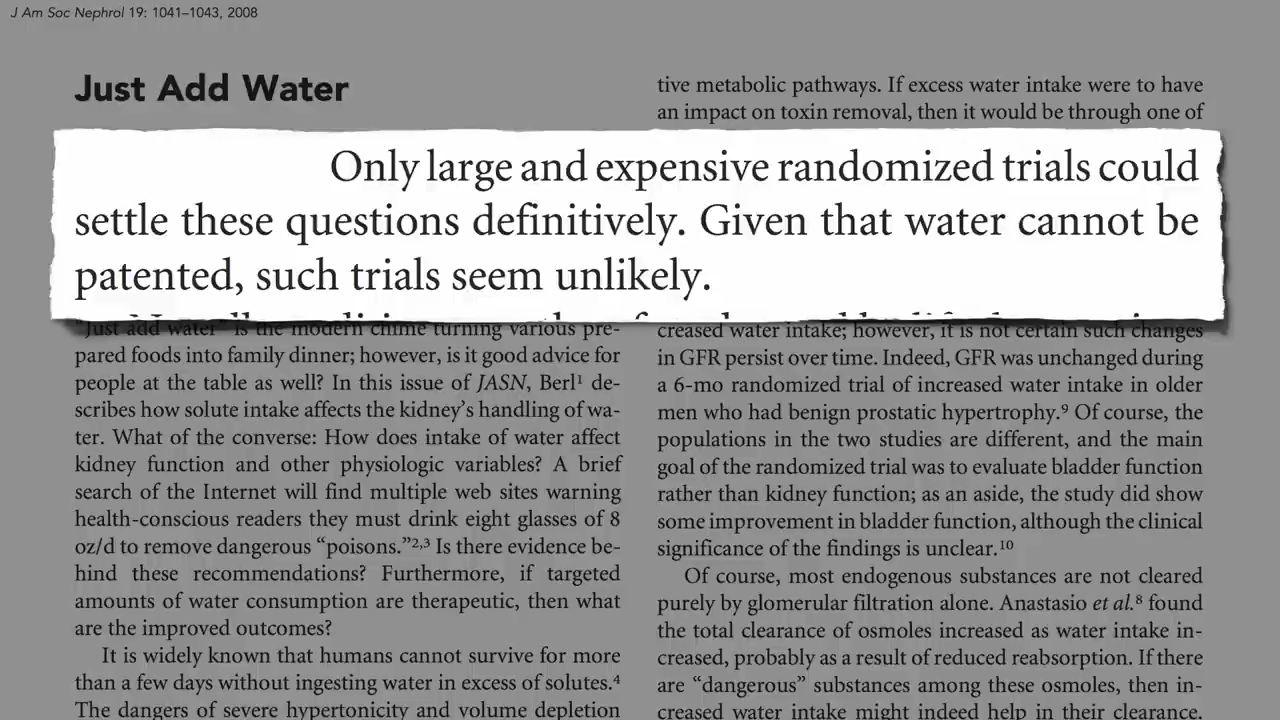 J Am Soc Nephrol 19: 1041–1043, 2008
Just Add Water
Only large and expensive randomized trials could
settle these questions definitively. Given that water cannot be
patented, such trials seem unlikely.
"Just add water" is the modern chime turning various pre-
pared foods into family dinner; however, is it good advice for
people at the table as well? In this issue of JASN, Berl¹ de-
scribes how solute intake affects the kidney’s handling of wa-
ter. What of the converse: How does intake of water affect
kidney function and other physiologic variables? A brief
search of the Internet will find multiple web sites warning
health-conscious readers they must drink eight glasses of 8
oz/d to remove dangerous “poisons.”²,³ Is there evidence be-
hind these recommendations? Furthermore, if targeted
amounts of water consumption are therapeutic, then what
are the improved outcomes?
It is widely known that humans cannot survive for more
than a few days without ingesting water in excess of solutes.⁴
The dangers of severe hypertonicity and volume depletion
tive metabolic pathways. If excess water intake were to have
an impact on toxin removal, then it would be through one of
creased water intake; however, it is not certain such changes
in GFR persist over time. Indeed, GFR was unchanged during
a 6-mo randomized trial of increased water intake in older
men who had benign prostatic hypertrophy.⁹ Of course, the
populations in the two studies are different, and the main
goal of the randomized trial was to evaluate bladder function
rather than kidney function; as an aside, the study did show
some improvement in bladder function, although the clinical
significance of the findings is unclear.¹⁰
Of course, most endogenous substances are not cleared
purely by glomerular filtration alone. Anastasio et al.⁸ found
the total clearance of osmoles increased as water intake in-
creased, probably as a result of reduced reabsorption. If there
are “dangerous” substances among these osmoles, then in-
creased water intake might indeed help in their clearance.